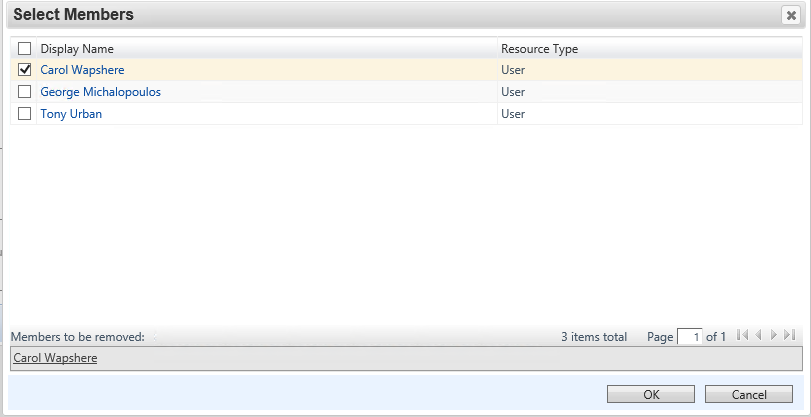 Select Members
Display Name Resource Type
Carol Wapshere User
George Michalopoulos User
Tony Urban User
Members to be removed: 3 items total Page 1 of 1
Carol Wapshere
OK Cancel